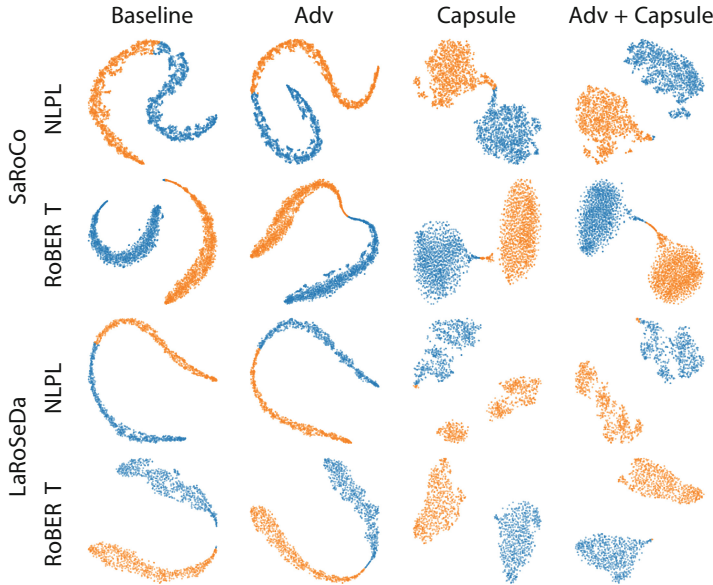 Baseline Adv Capsule Adv + Capsule
SaRoCo
NLPL
RoBER T
LaRoSeDa
NLPL
RoBER T